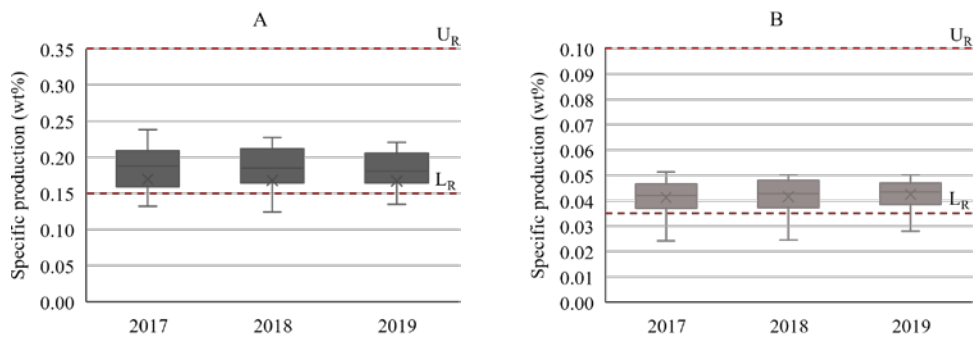 A
U_R
Specific production (wt%)
0.35
0.30
0.25
0.20
0.15
0.10
0.05
0.00
L_R
2017 2018 2019
B
U_R
Specific production (wt%)
0.10
0.09
0.08
0.07
0.06
0.05
0.04
0.03
0.02
0.01
0.00
L_R
2017 2018 2019